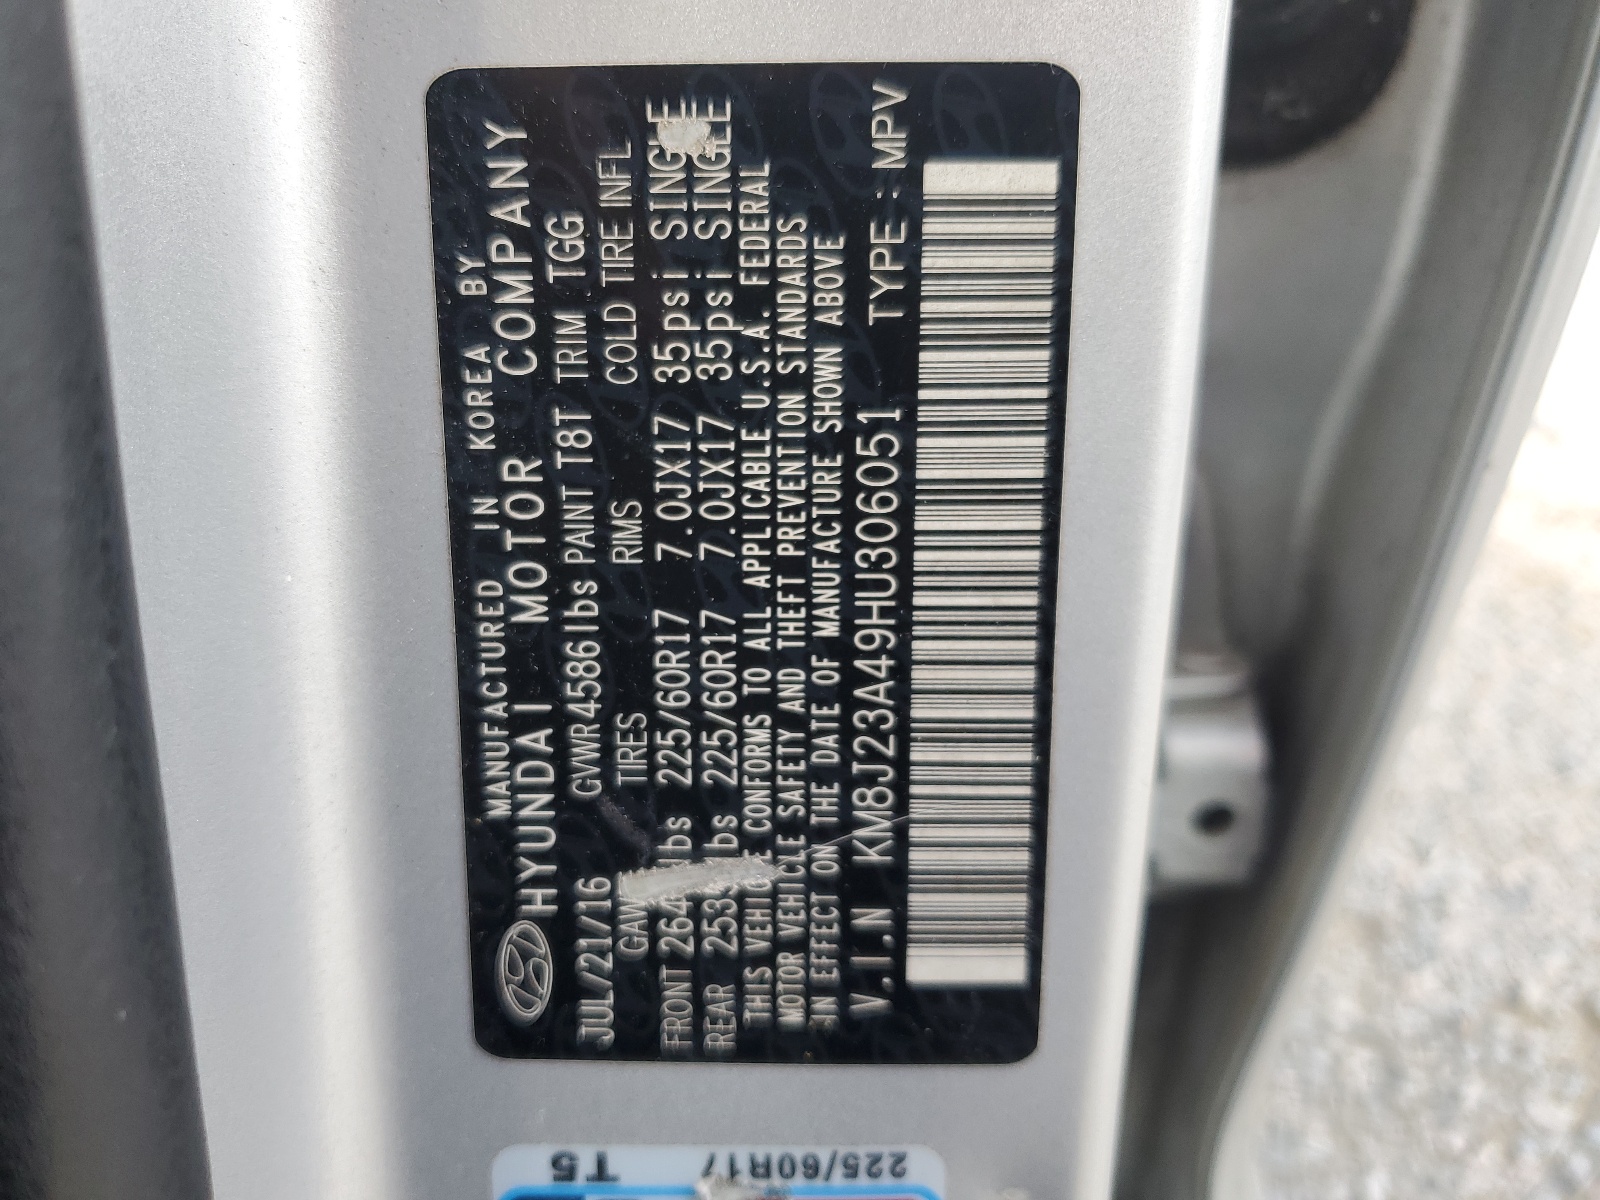 MANUFACTURED IN KOREA BY
HYUNDAI MOTOR COMPANY
JUL/21/16 GVWR 4586lbs PAINT T8T TRIM TGG
TIRES RIMS COLD TIRE INFL
FRONT 225/60R17 7.0JX17 35psi SINGLE
REAR 225/60R17 7.0JX17 35psi SINGLE
THIS VEHICLE CONFORMS TO ALL APPLICABLE U.S.A. FEDERAL
MOTOR VEHICLE SAFETY AND THEFT PREVENTION STANDARDS
IN EFFECT ON THE DATE OF MANUFACTURE SHOWN ABOVE
V.I.N KM8J23A49HU306051 TYPE : MPV
225/60R17 T5